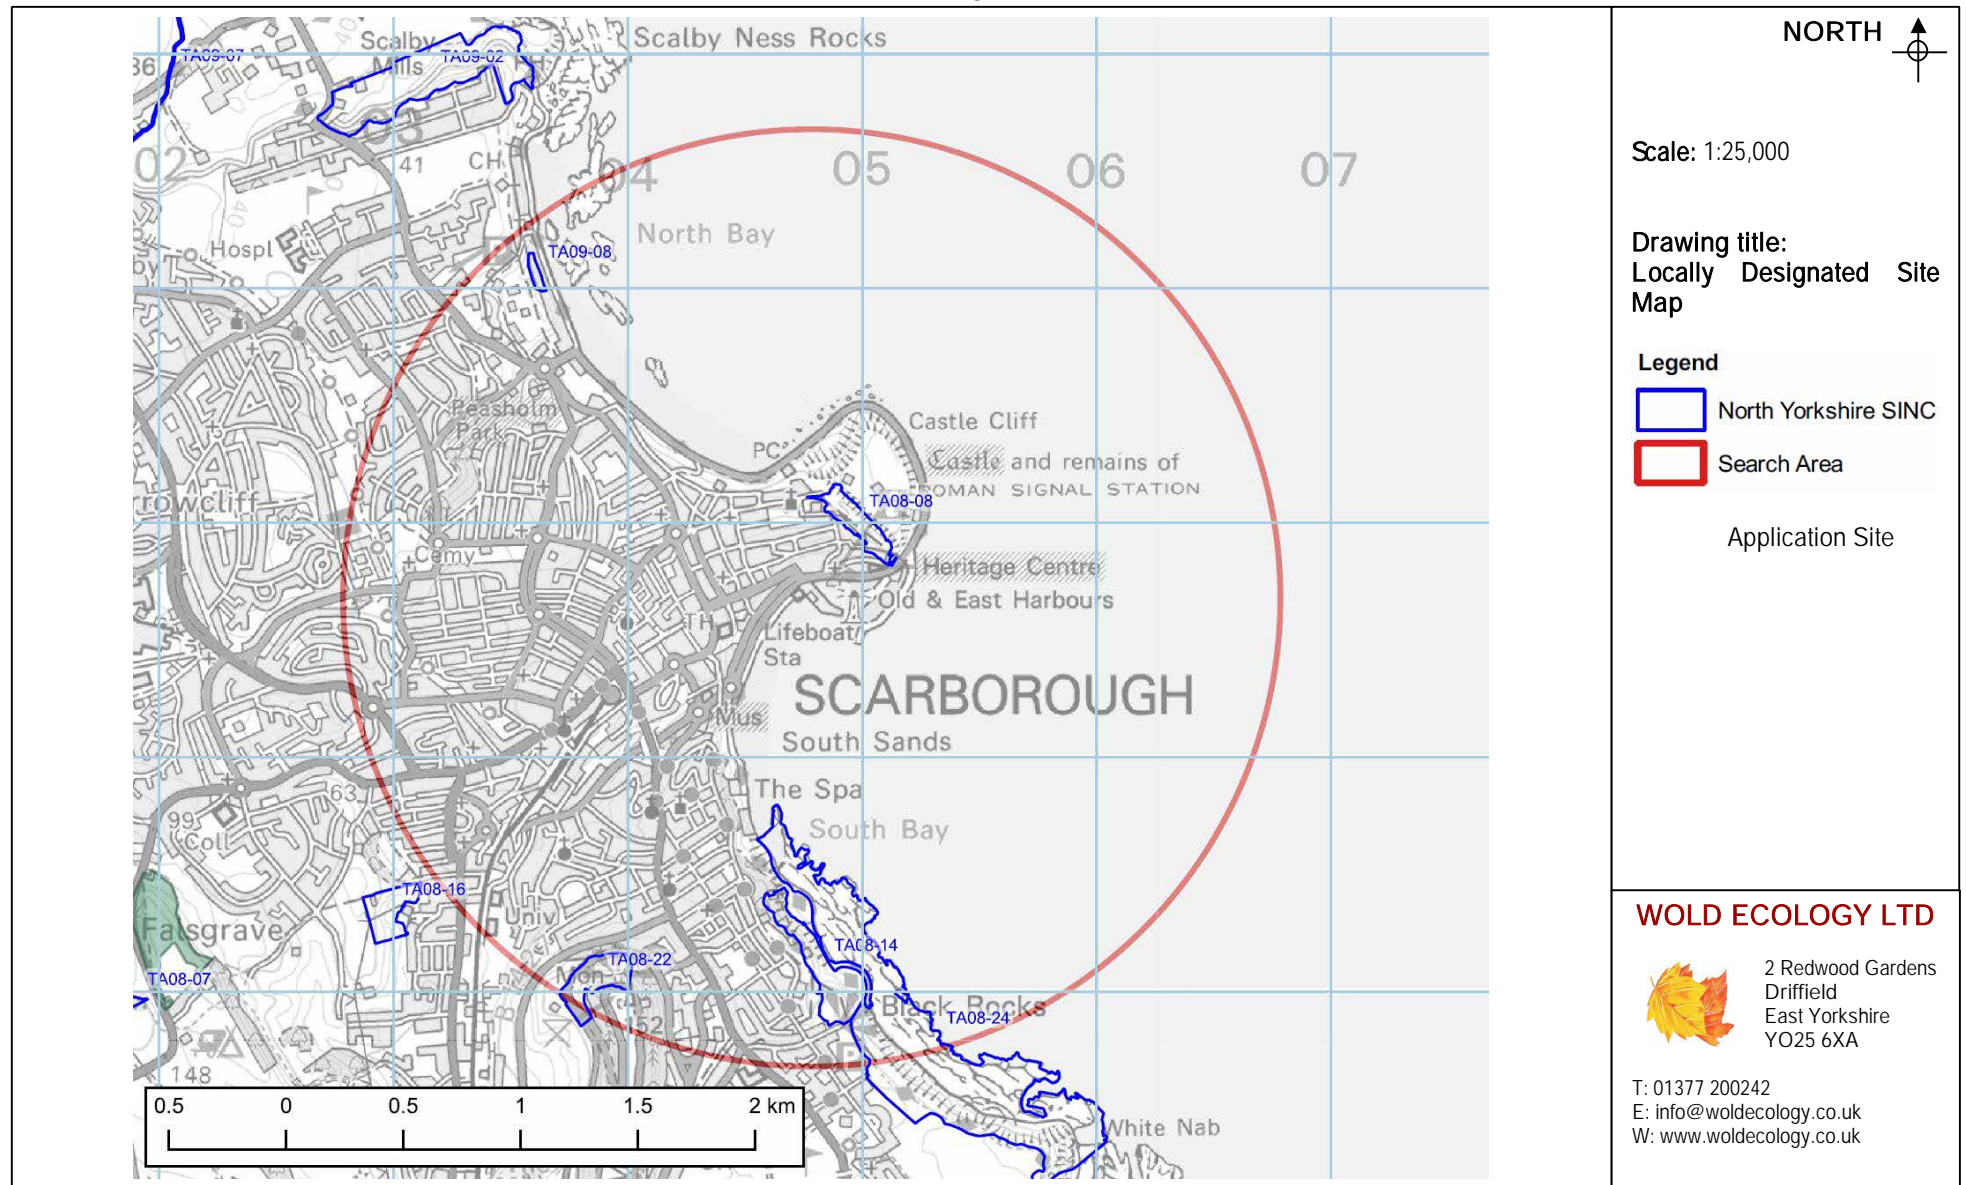 Scalby Ness Rocks
Scalby
Mills
TA09-07
TA09-02
PH
36
03
02
04
05
06
07
41
CH
40
North Bay
TA09-08
Hospl
Peasholm
Park
Castle Cliff
PC
Castle and remains of
ROMAN SIGNAL STATION
TA08-08
rowcliff
Cemy
Heritage Centre
Old & East Harbours
TH
Lifeboat
Sta
SCARBOROUGH
Mus
South Sands
The Spa
South Bay
63
99
Coll
TA08-16
Falsgrave
Univ
TA08-14
TA08-22
Mon
TA08-07
Black Rocks
TA08-24
152
148
White Nab
0.5 0 0.5 1 1.5 2 km
NORTH
Scale: 1:25,000
Drawing title:
Locally Designated Site
Map
Legend
North Yorkshire SINC
Search Area
Application Site
WOLD ECOLOGY LTD
2 Redwood Gardens
Driffield
East Yorkshire
YO25 6XA
T: 01377 200242
E: info@woldecology.co.uk
W: www.woldecology.co.uk